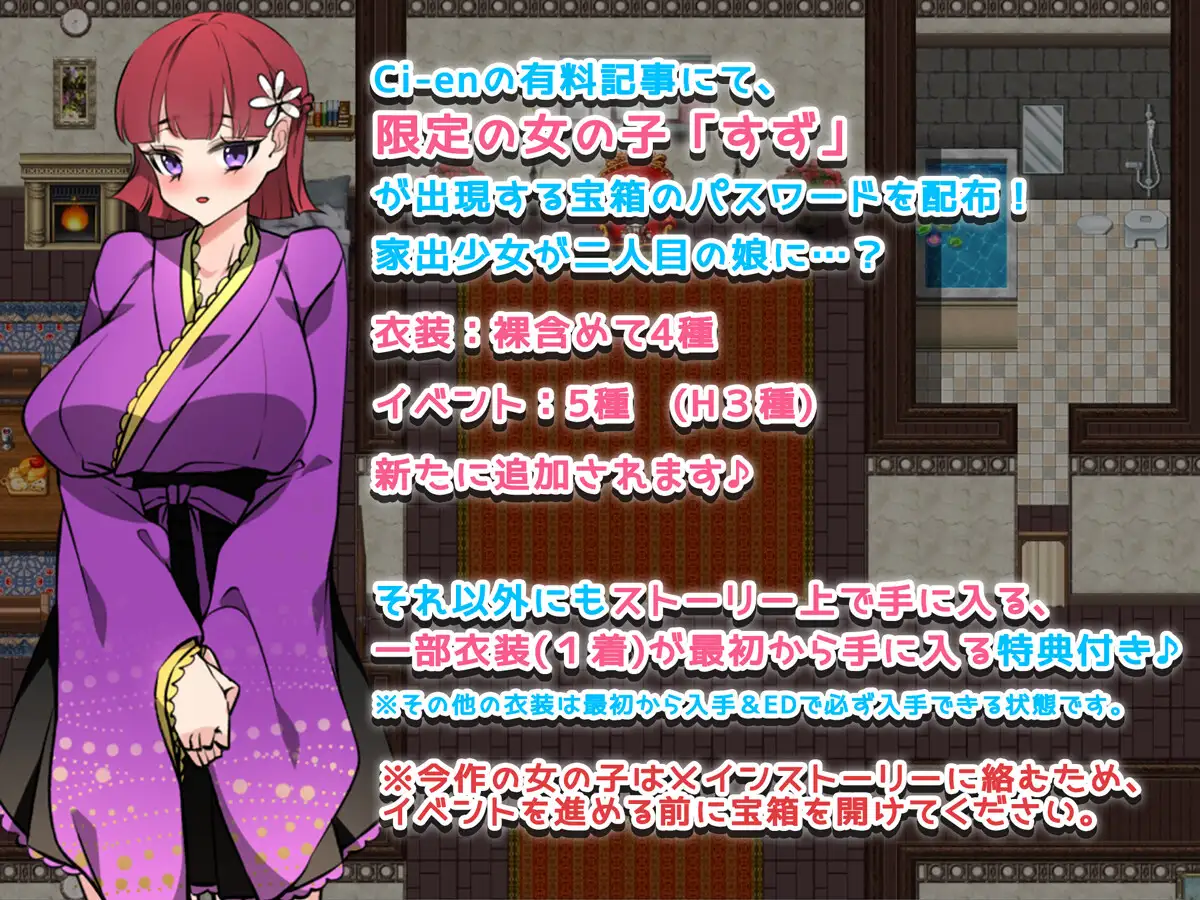 Ci-enの有料記事にて、
限定の女の子「すず」
が出現する宝箱のパスワードを配布！
家出少女が二人目の娘に…？
衣装：裸含めて4種
イベント：5種　(H３種)
新たに追加されます♪
それ以外にもストーリー上で手に入る、
一部衣装(１着)が最初から手に入る特典付き♪
※その他の衣装は最初から入手＆EDで必ず入手できる状態です。
※今作の女の子はメインストーリーに絡むため、
イベントを進める前に宝箱を開けてください。